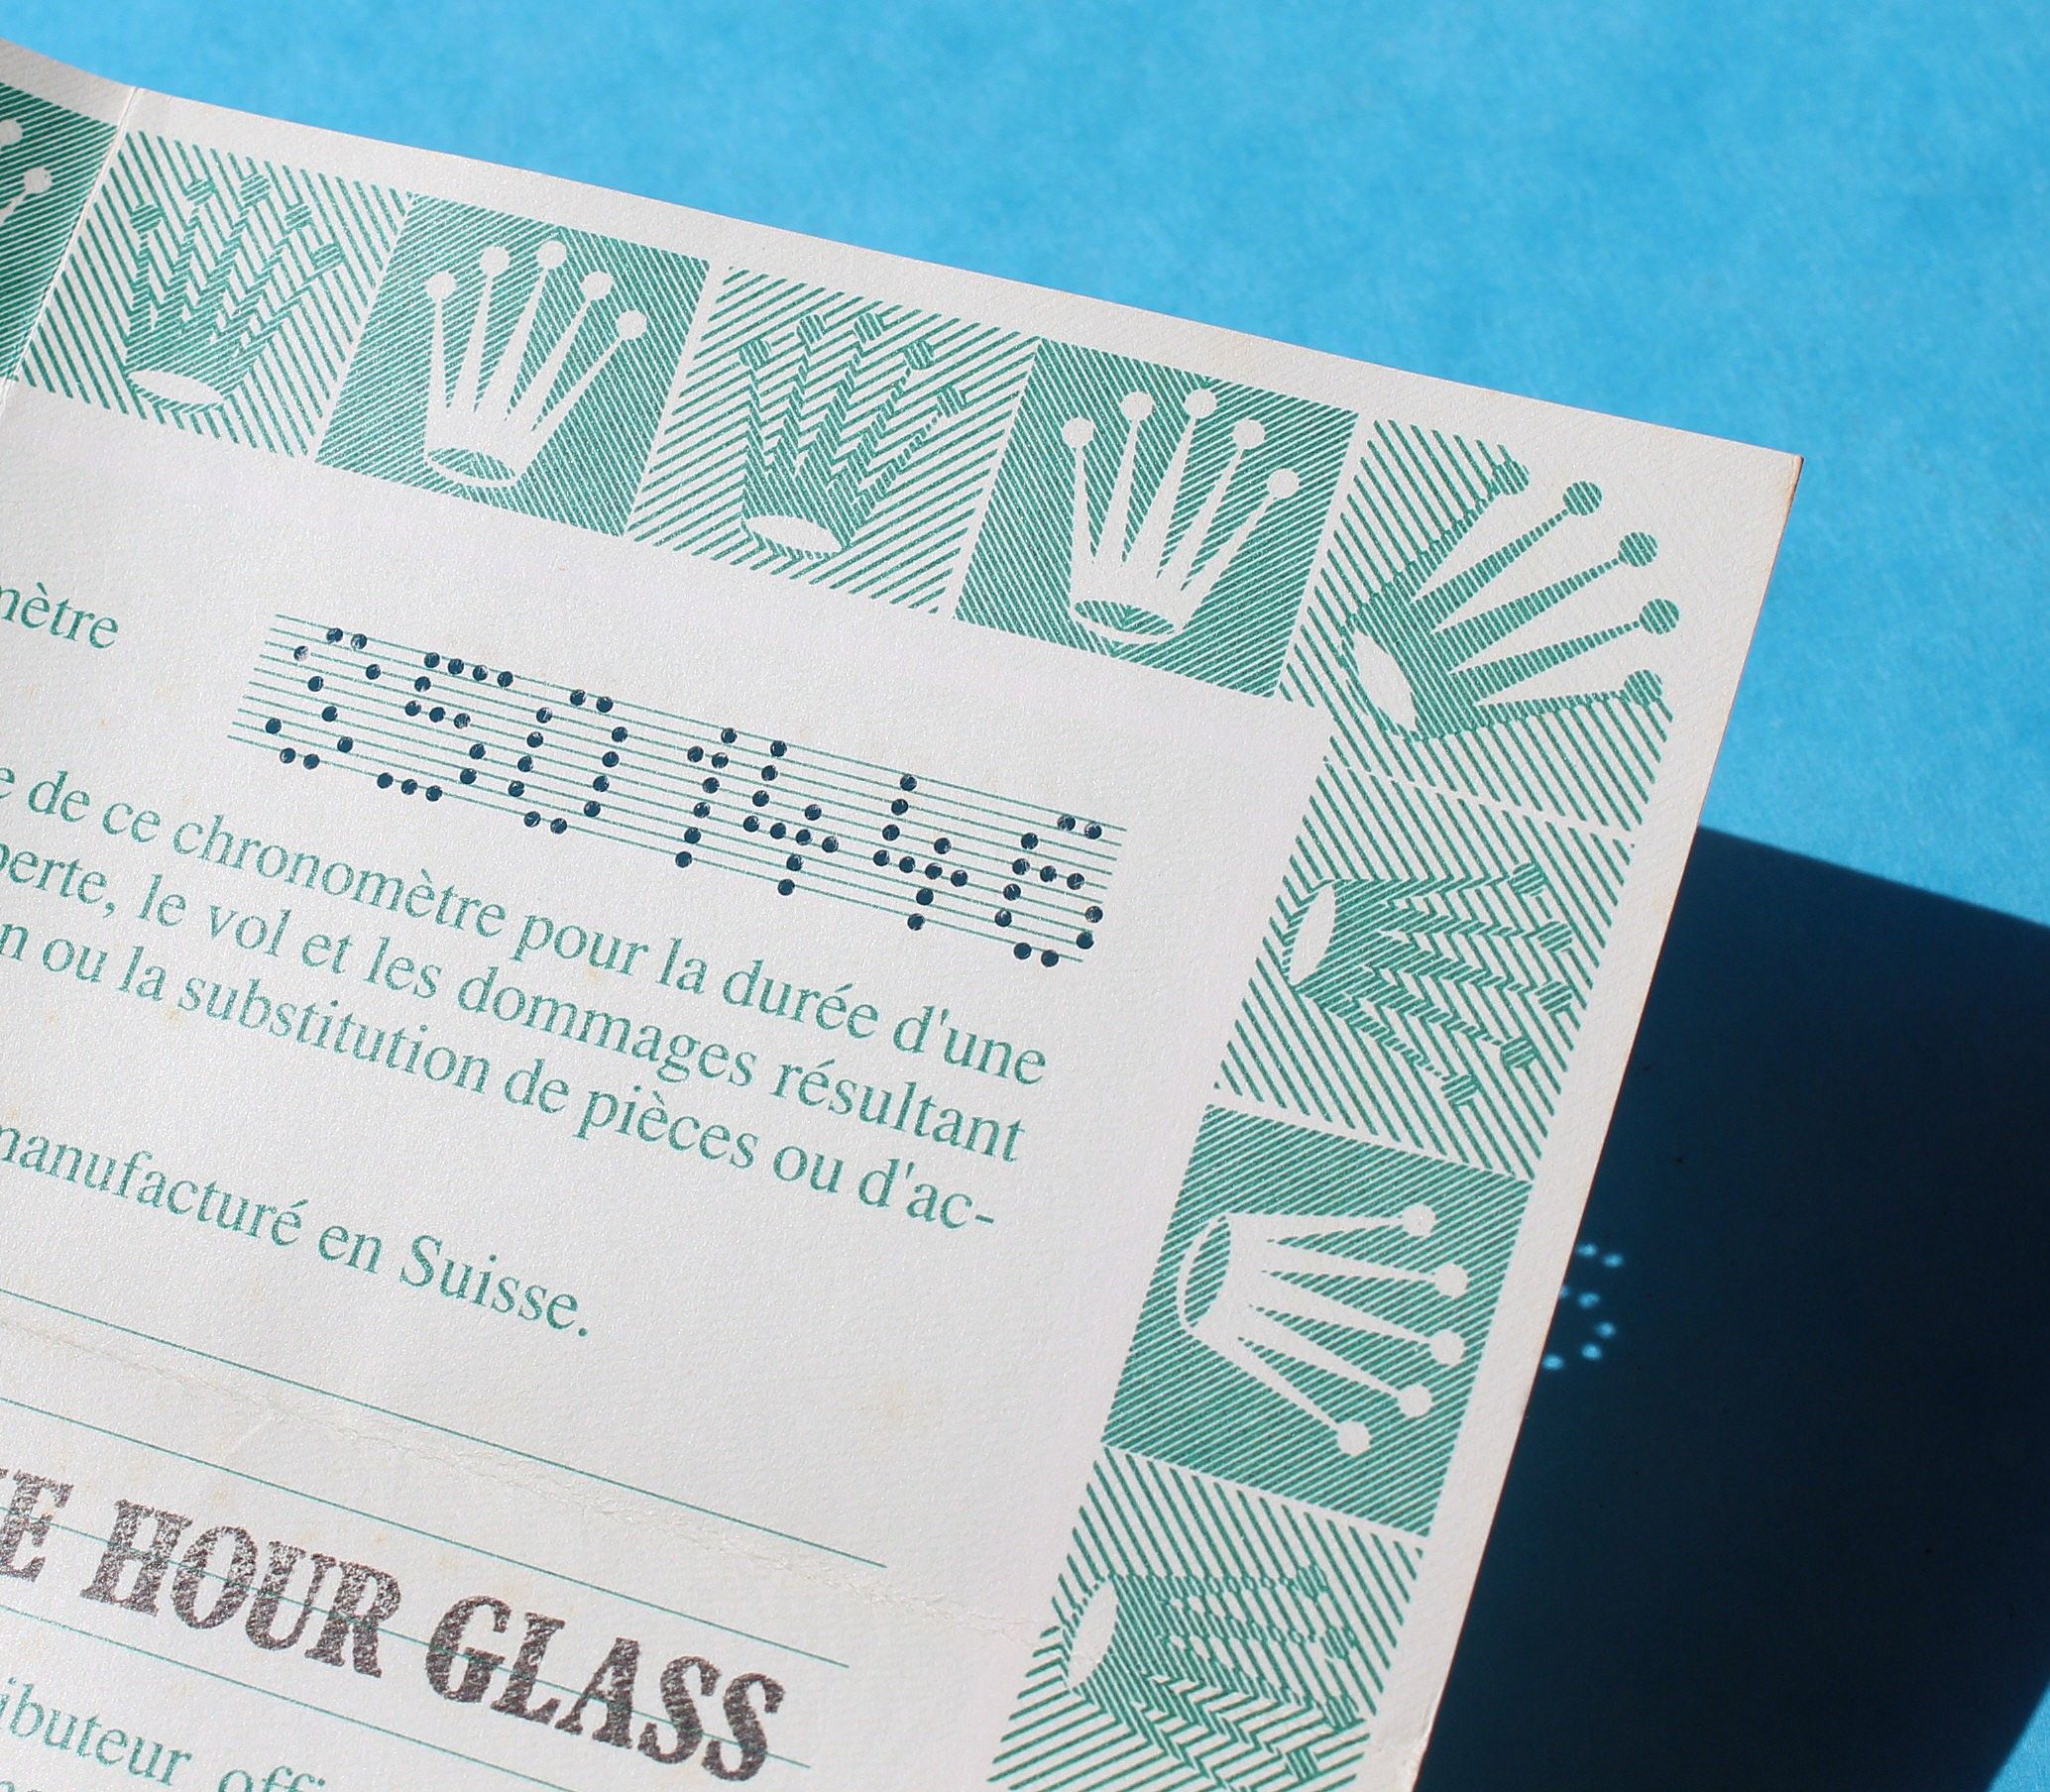 mètre S501446
e de ce chronomètre pour la durée d'une
perte, le vol et les dommages résultant
n ou la substitution de pièces ou d'ac-
manufacturé en Suisse.
E HOUR GLASS
ibuteur offi